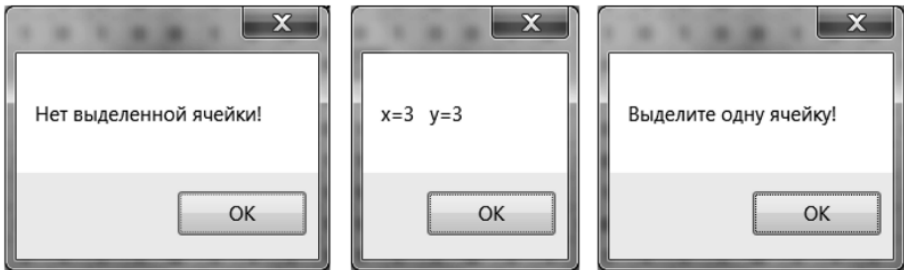 X
Нет выделенной ячейки!
OK
X
x=3 y=3
OK
X
Выделите одну ячейку!
OK